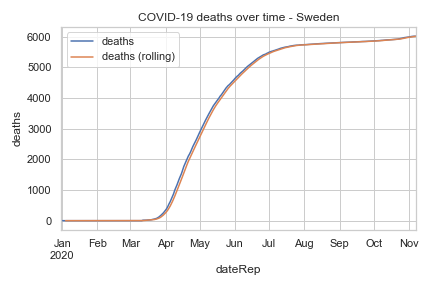 COVID-19 deaths over time - Sweden
deaths
deaths (rolling)
deaths
6000
5000
4000
3000
2000
1000
0
Jan Feb Mar Apr May Jun Jul Aug Sep Oct Nov
2020
dateRep